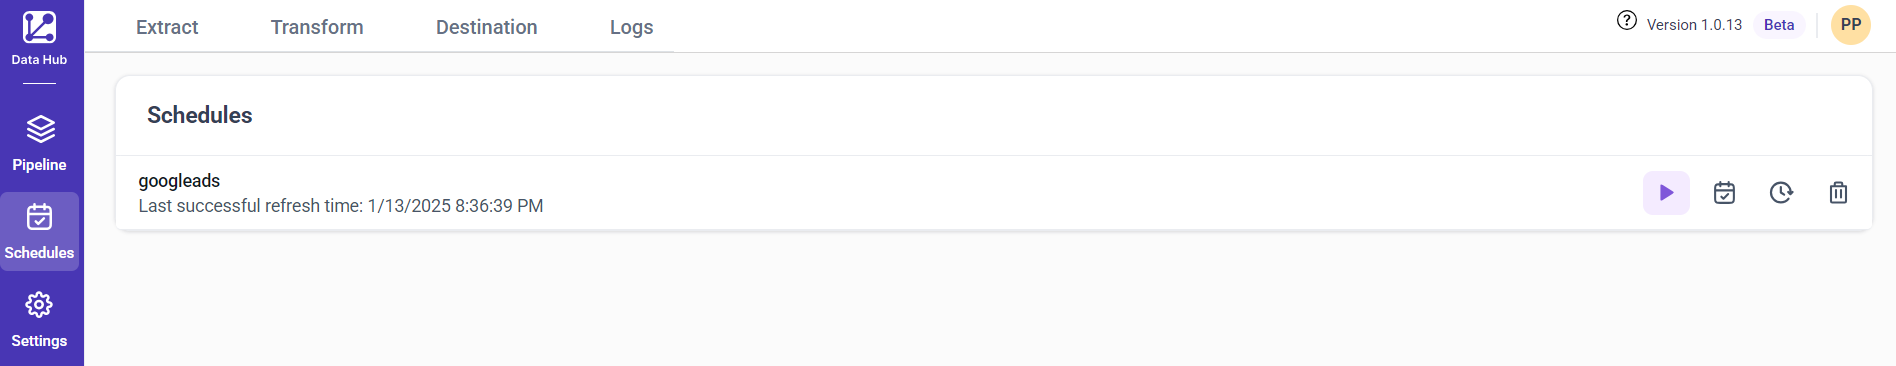 Data Hub
Pipeline
Schedules
Settings
Extract Transform Destination Logs
? Version 1.0.13 Beta PP
Schedules
googleads
Last successful refresh time: 1/13/2025 8:36:39 PM